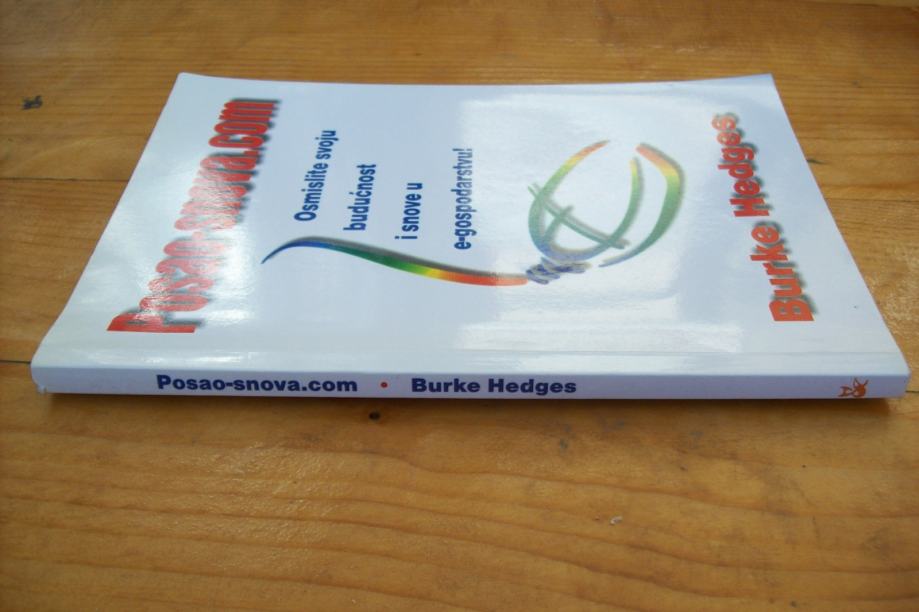 Posao-snova.com
Osmislite svoju
budućnost
i snove u
e-gospodarstvu!
Burke Hedges
Posao-snova.com • Burke Hedges